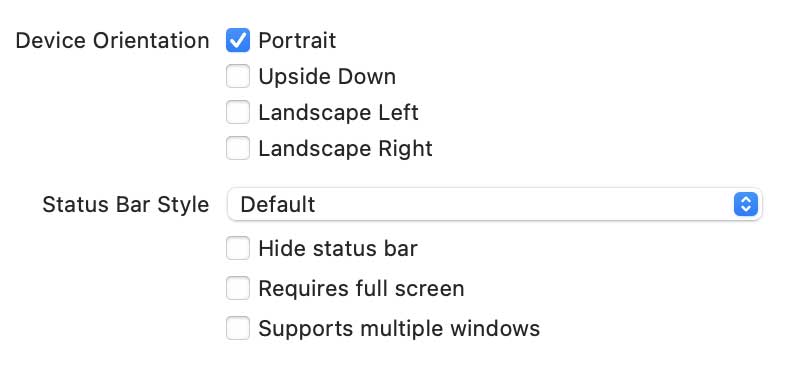 Device Orientation Portrait
Upside Down
Landscape Left
Landscape Right
Status Bar Style Default
Hide status bar
Requires full screen
Supports multiple windows